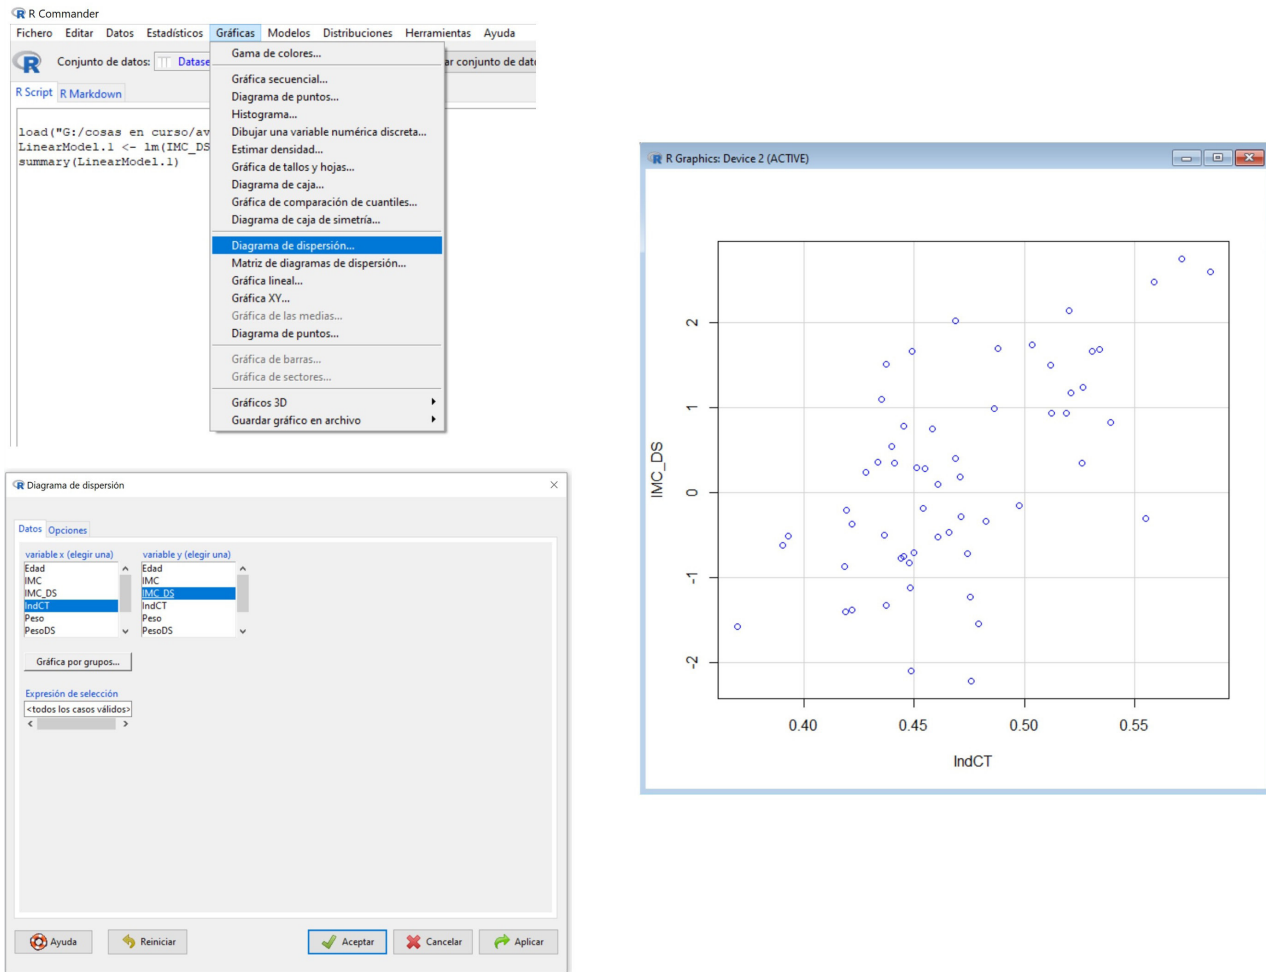 R Commander
Fichero Editar Datos Estadísticos Gráficas Modelos Distribuciones Herramientas Ayuda
Conjunto de datos: Datase
ar conjunto de dat
R Script R Markdown
load("G:/cosas en curso/av
LinearModel.1 <- lm(IMC_DS
summary(LinearModel.1)
Gama de colores...
Gráfica secuencial...
Diagrama de puntos...
Histograma...
Dibujar una variable numérica discreta...
Estimar densidad...
Gráfica de tallos y hojas...
Diagrama de caja...
Gráfica de comparación de cuantiles...
Diagrama de caja de simetría...
Diagrama de dispersión...
Matriz de diagramas de dispersión...
Gráfica lineal...
Gráfica XY...
Gráfica de las medias...
Diagrama de puntos...
Gráfica de barras...
Gráfica de sectores...
Gráficos 3D
Guardar gráfico en archivo
Diagrama de dispersión
Datos Opciones
variable x (elegir una) variable y (elegir una)
Edad Edad
IMC IMC
IMC_DS IMC_DS
IndCT IndCT
Peso Peso
PesoDS PesoDS
Gráfica por grupos...
Expresión de selección
<todos los casos válidos>
Ayuda Reiniciar Aceptar Cancelar Aplicar
R Graphics: Device 2 (ACTIVE)
2
1
0
-1
-2
IMC_DS
0.40 0.45 0.50 0.55
IndCT